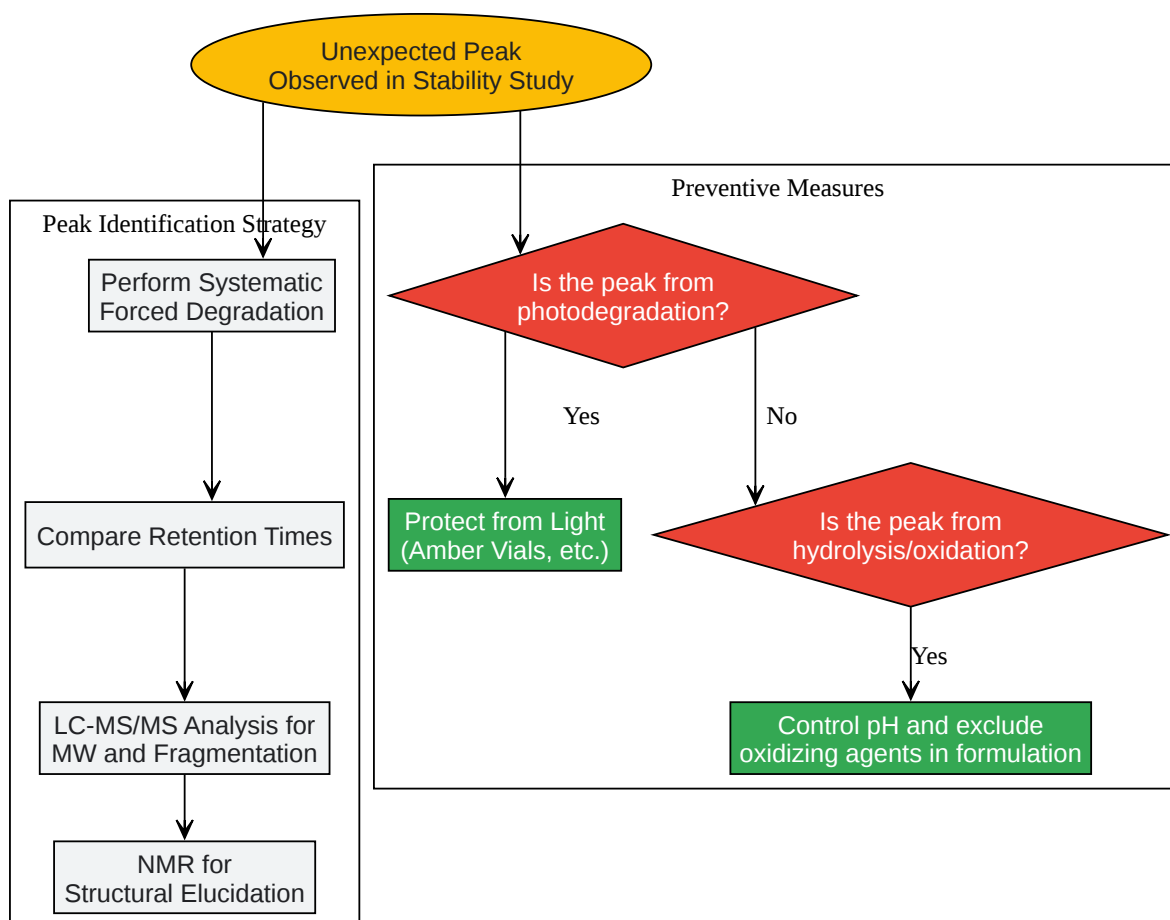 Unexpected Peak
Observed in Stability Study
Peak Identification Strategy
Perform Systematic
Forced Degradation
Compare Retention Times
LC-MS/MS Analysis for
MW and Fragmentation
NMR for
Structural Elucidation
Preventive Measures
Is the peak from
photodegradation?
Yes
No
Protect from Light
(Amber Vials, etc.)
Is the peak from
hydrolysis/oxidation?
Yes
Control pH and exclude
oxidizing agents in formulation